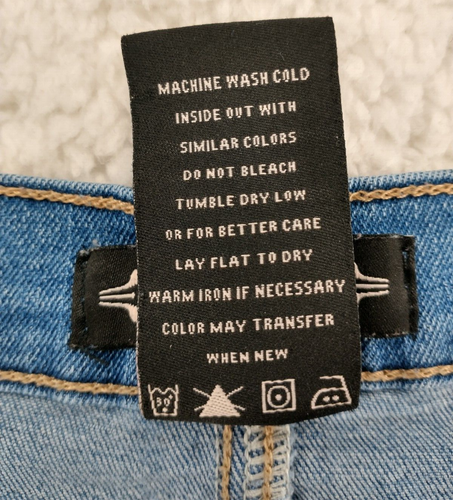 MACHINE WASH COLD
INSIDE OUT WITH
SIMILAR COLORS
DO NOT BLEACH
TUMBLE DRY LOW
OR FOR BETTER CARE
LAY FLAT TO DRY
WARM IRON IF NECESSARY
COLOR MAY TRANSFER
WHEN NEW
30°